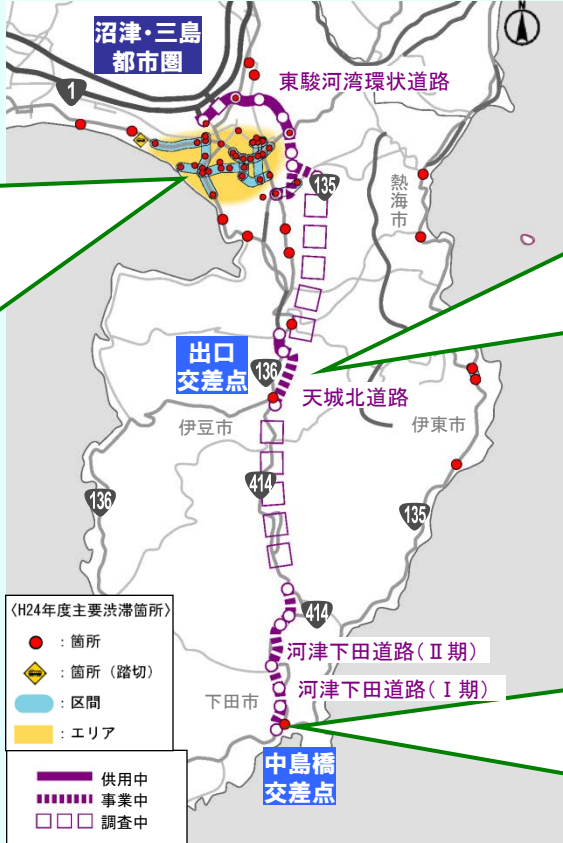 沼津・三島
都市圏
1
東駿河湾環状道路
135
熱海市
出口
交差点
136
天城北道路
伊豆市
伊東市
136
414
135
414
〈H24年度主要渋滞箇所〉
：箇所
：箇所（踏切）
：区間
：エリア
河津下田道路(Ⅱ期)
河津下田道路(Ⅰ期)
下田市
中島橋
交差点
供用中
事業中
調査中